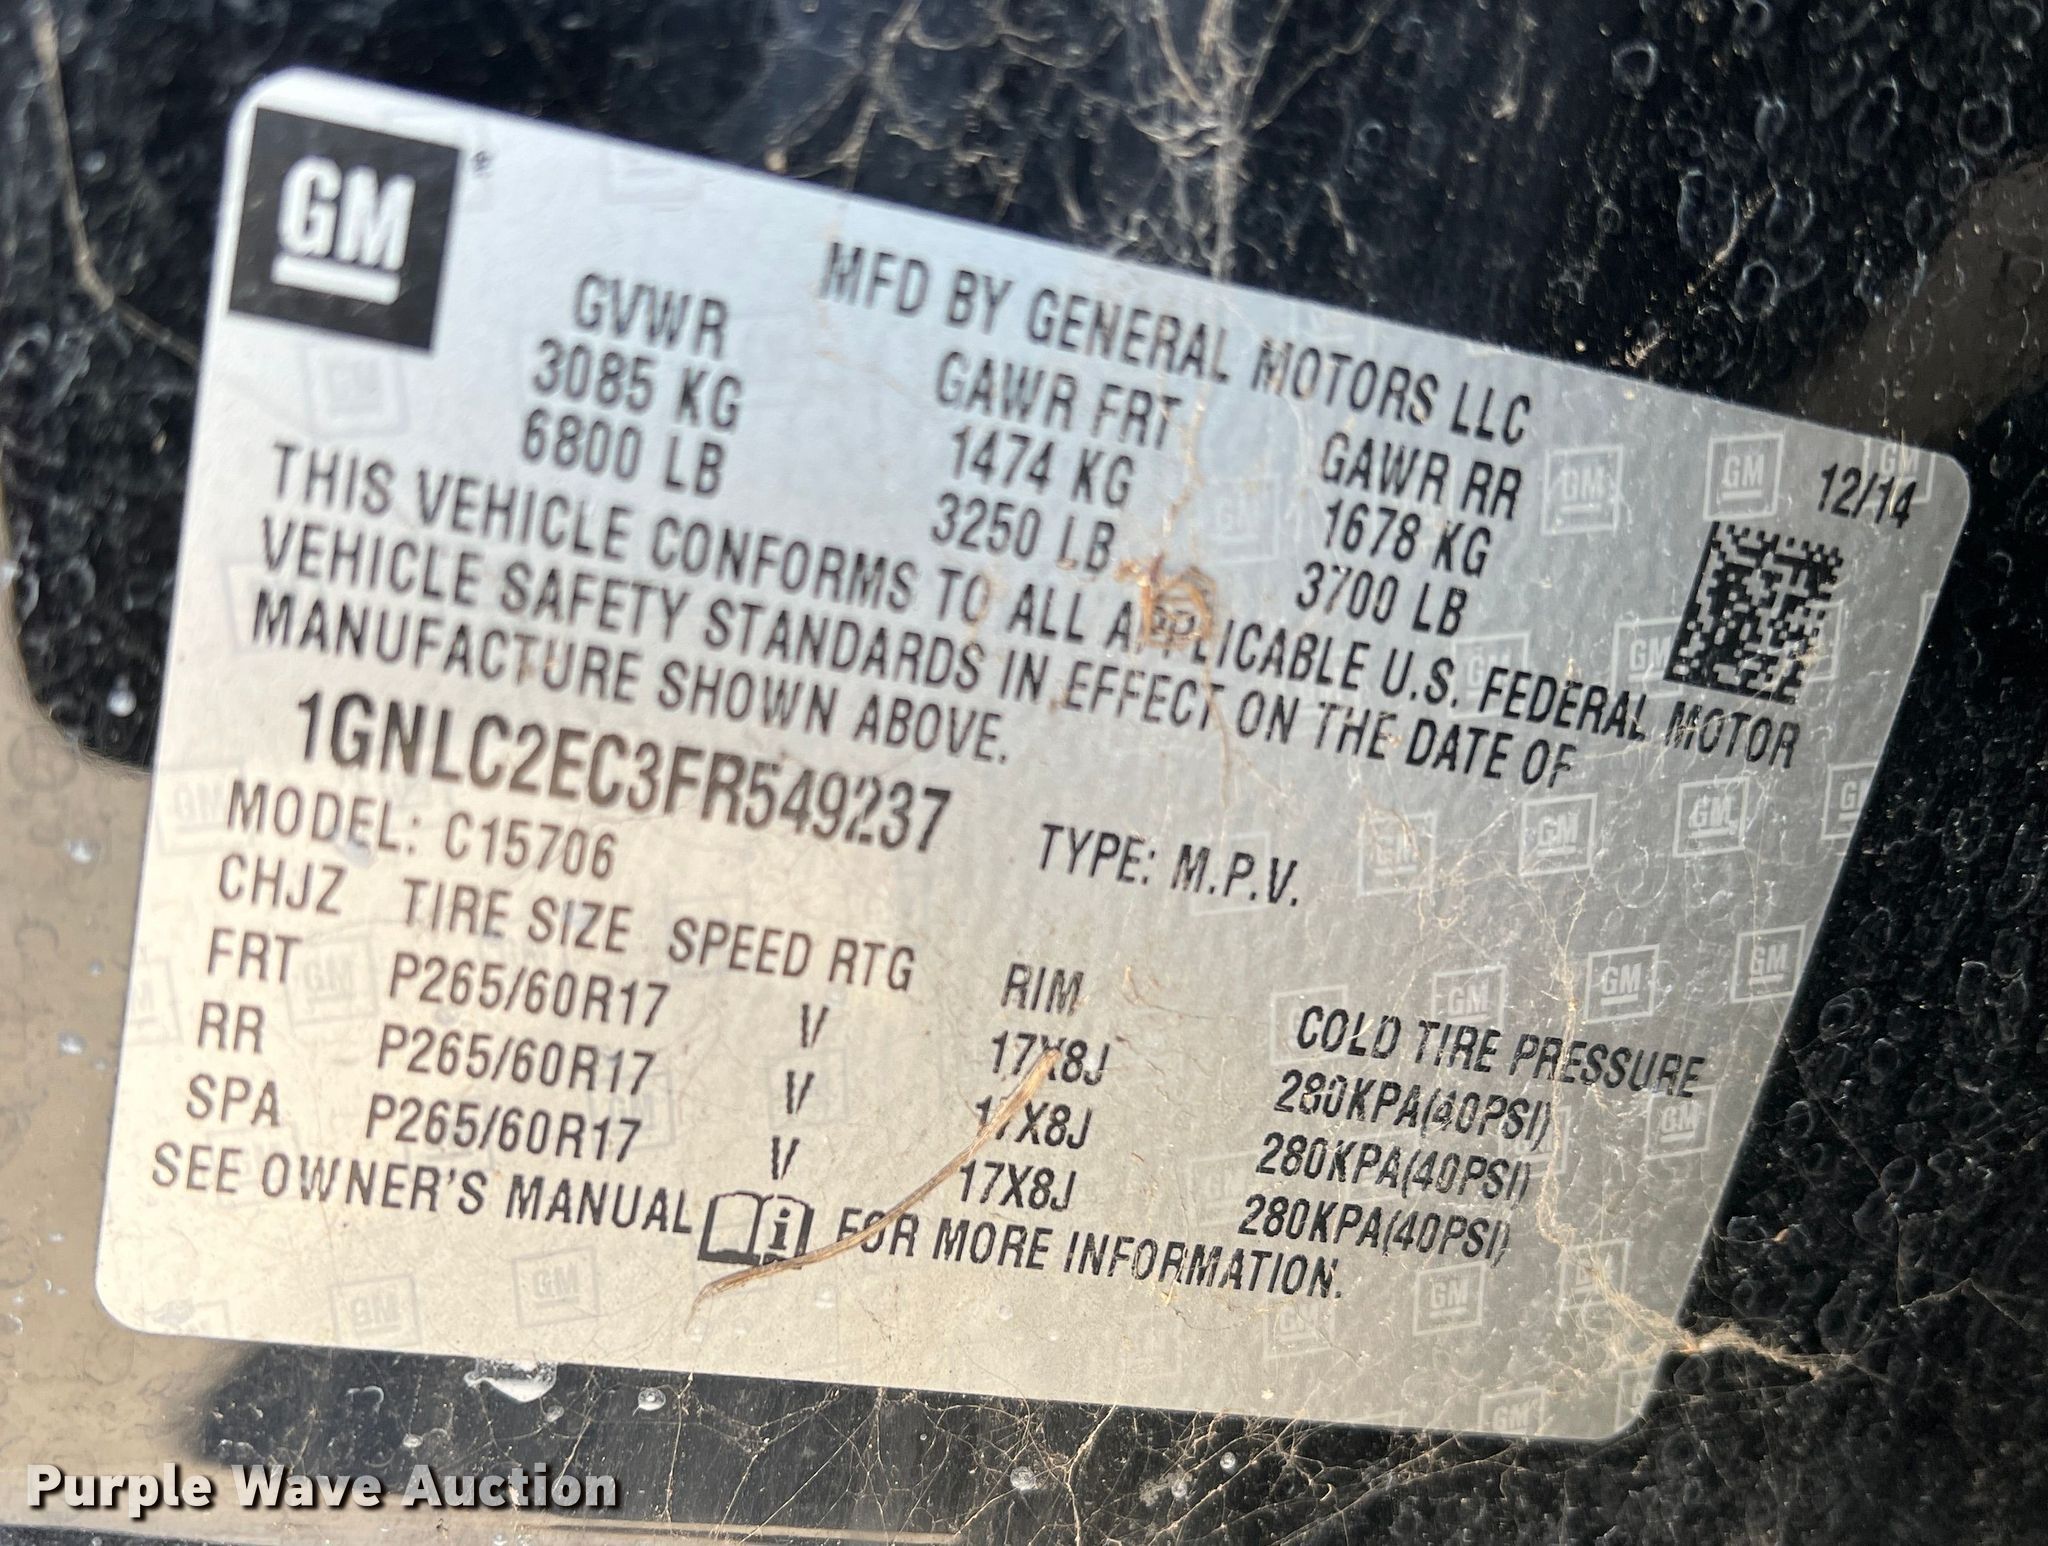 GM ®
MFD BY GENERAL MOTORS LLC
GVWR GAWR FRT GAWR RR 12/14
3085 KG 1474 KG 1678 KG
6800 LB 3250 LB 3700 LB
THIS VEHICLE CONFORMS TO ALL APPLICABLE U.S. FEDERAL MOTOR
VEHICLE SAFETY STANDARDS IN EFFECT ON THE DATE OF
MANUFACTURE SHOWN ABOVE.
1GNLC2EC3FR549237 TYPE: M.P.V.
MODEL: C15706
CHJZ TIRE SIZE SPEED RTG RIM COLD TIRE PRESSURE
FRT P265/60R17 V 17X8J 280KPA(40PSI)
RR P265/60R17 V 17X8J 280KPA(40PSI)
SPA P265/60R17 V 17X8J 280KPA(40PSI)
SEE OWNER'S MANUAL i FOR MORE INFORMATION.
Purple Wave Auction